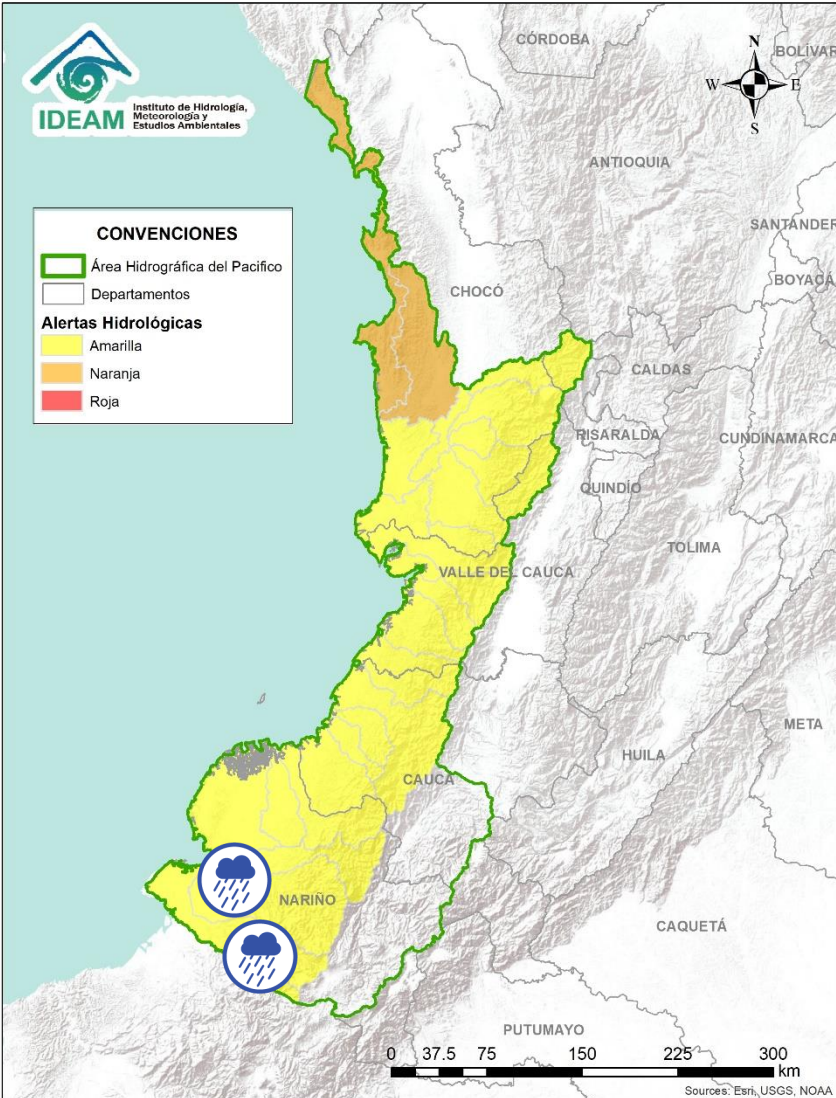 IDEAM
Instituto de Hidrología,
Meteorología y
Estudios Ambientales
CONVENCIONES
Área Hidrográfica del Pacifico
Departamentos
Alertas Hidrológicas
Amarilla
Naranja
Roja
N
W
E
S
CÓRDOBA
BOLÍVAR
ANTIOQUIA
SANTANDER
BOYACÁ
CHOCÓ
CALDAS
RISARALDA
CUNDINAMARCA
QUINDÍO
TOLIMA
VALLE DEL CAUCA
META
HUILA
CAUCA
NARIÑO
CAQUETÁ
PUTUMAYO
0 37.5 75 150 225 300
km
Sources: Esri, USGS, NOAA